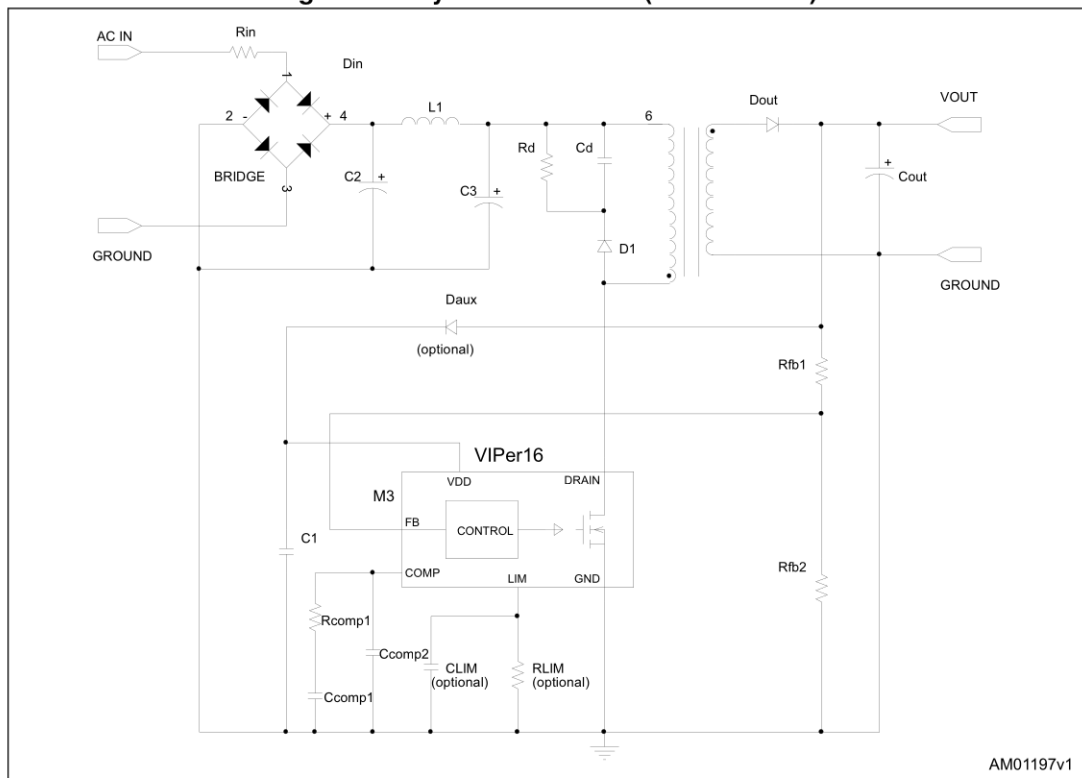 AC IN
Rin
Din
1
2
-
+
4
3
BRIDGE
GROUND
L1
C2
+
C3
+
Rd
Cd
D1
6
Dout
VOUT
+
Cout
GROUND
Daux
(optional)
Rfb1
VIPer16
M3
VDD
DRAIN
FB
CONTROL
C1
COMP
LIM
GND
Rfb2
Rcomp1
Ccomp2
Ccomp1
CLIM
(optional)
RLIM
(optional)
AM01197v1